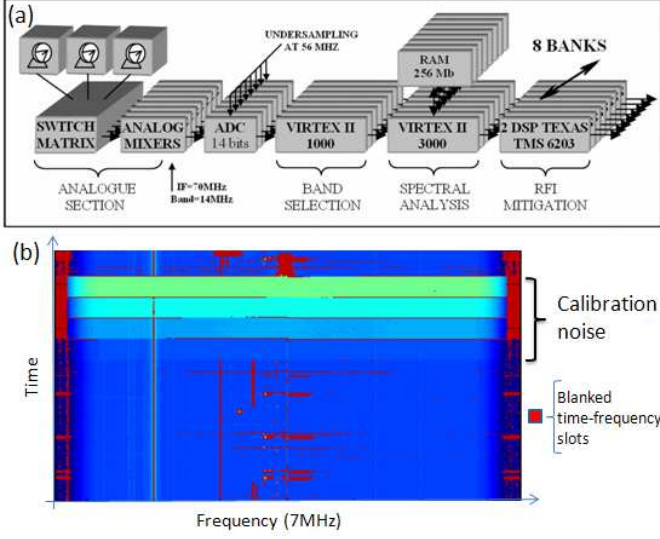 (a)
UNDERSAMPLING
AT 56 MHZ
RAM
256 Mb
8 BANKS
SWITCH
MATRIX
ANALOG
MIXERS
ADC
14 bits
VIRTEX II
1000
VIRTEX II
3000
2 DSP TEXAS
TMS 6203
ANALOGUE
SECTION
IF=70MHz
Band=14MHz
BAND
SELECTION
SPECTRAL
ANALYSIS
RFI
MITIGATION
(b)
Time
Calibration
noise
Blanked
time-frequency
slots
Frequency (7MHz)